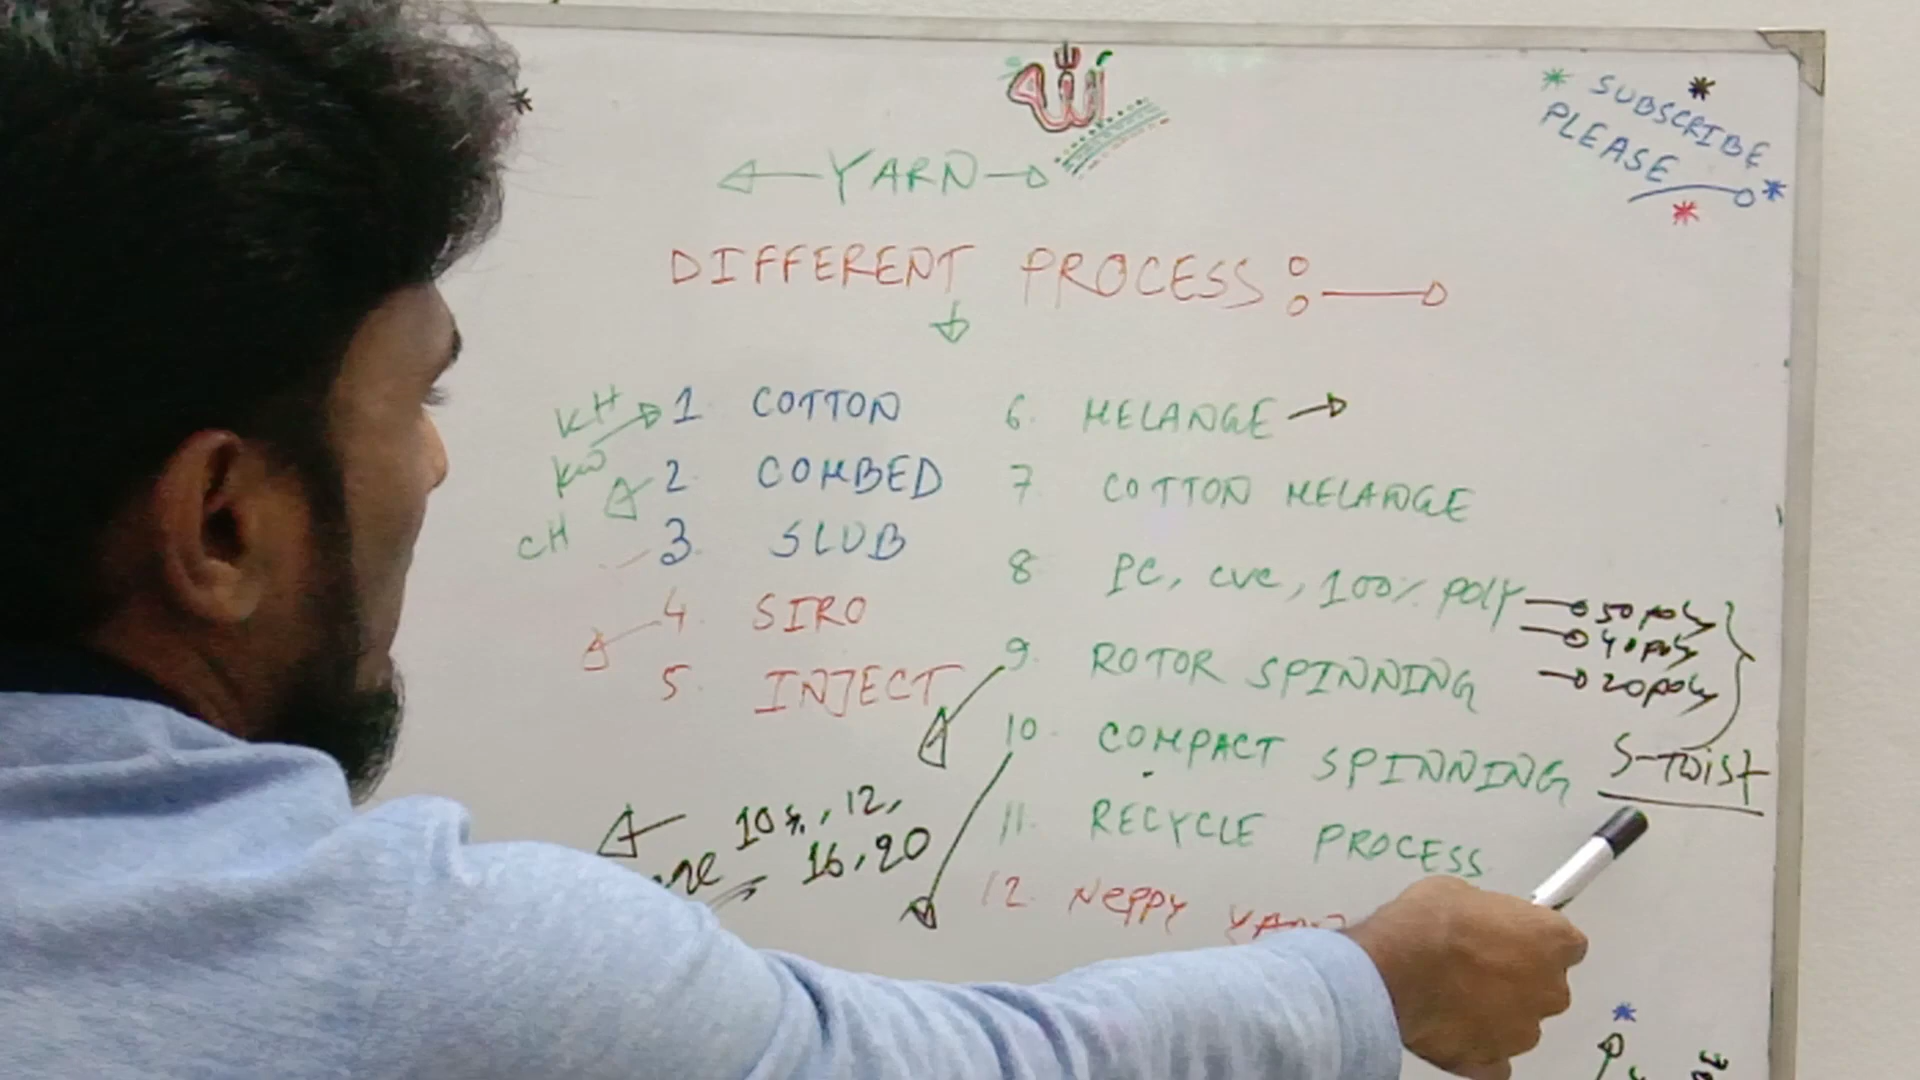 الله
SUBSCRIBE
PLEASE
YARN
DIFFERENT PROCESS:
KH
KW
CH
1 COTTON
2 COMBED
3 SLUB
4. SIRO
5. INJECT
6. MELANGE
7 COTTON MELANGE
8 PC, CVC, 100% POLY
50 poly
40 poly
20 poly
S-TWIST
9. ROTOR SPINNING
10. COMPACT SPINNING
11. RECYCLE PROCESS
12. Neppy
10s, 12,
16, 20